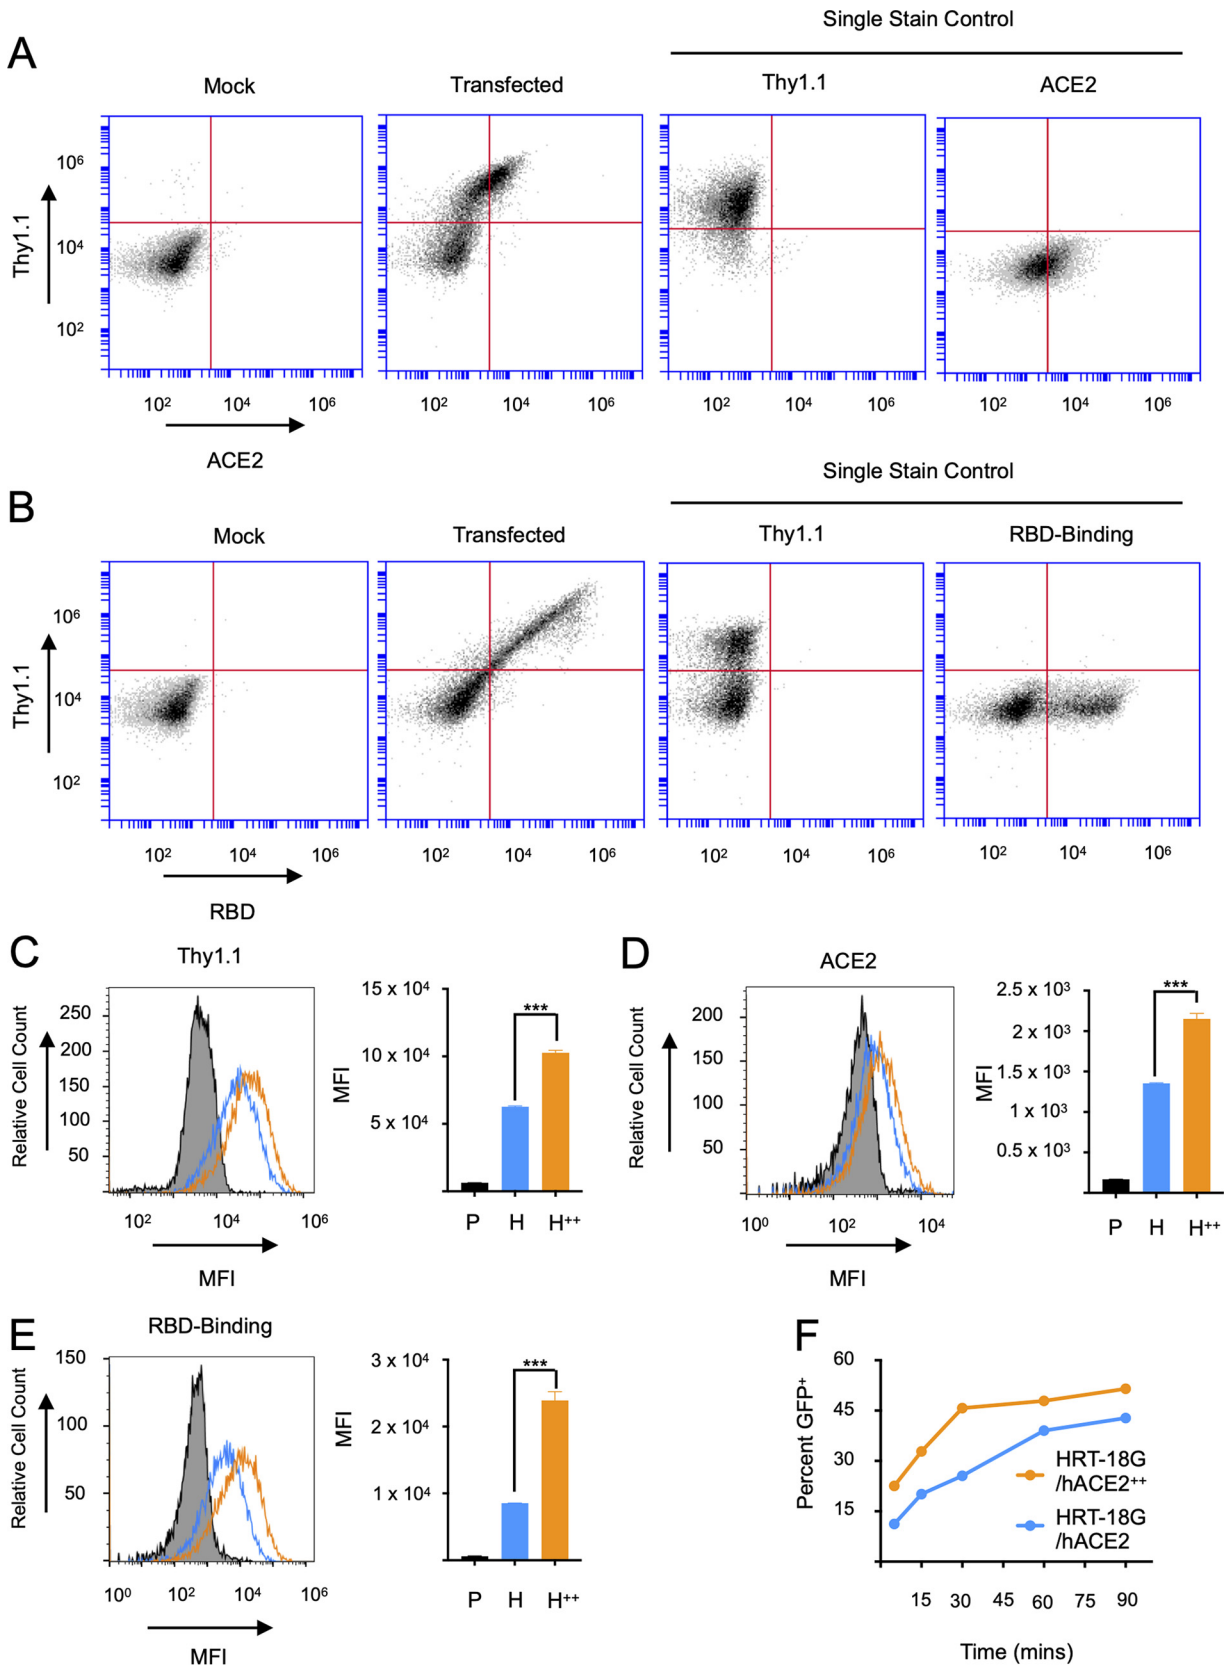 Single Stain Control
A
Mock
Transfected
Thy1.1
ACE2
Thy1.1
10⁶
10⁴
10²
10² 10⁴ 10⁶
10² 10⁴ 10⁶
10² 10⁴ 10⁶
10² 10⁴ 10⁶
ACE2
Single Stain Control
B
Mock
Transfected
Thy1.1
RBD-Binding
Thy1.1
10⁶
10⁴
10²
10² 10⁴ 10⁶
10² 10⁴ 10⁶
10² 10⁴ 10⁶
10² 10⁴ 10⁶
RBD
C
Thy1.1
Relative Cell Count
250
200
150
100
50
10² 10⁴ 10⁶
MFI
MFI
15 x 10⁴
10 x 10⁴
5 x 10⁴
***
P H H⁺⁺
D
ACE2
Relative Cell Count
200
150
100
50
10⁰ 10² 10⁴
MFI
MFI
2.5 x 10³
2 x 10³
1.5 x 10³
1 x 10³
0.5 x 10³
***
P H H⁺⁺
E
RBD-Binding
Relative Cell Count
150
100
50
10⁰ 10² 10⁴ 10⁶
MFI
MFI
3 x 10⁴
2 x 10⁴
1 x 10⁴
***
P H H⁺⁺
F
Percent GFP⁺
60
45
30
15
HRT-18G
/hACE2⁺⁺
HRT-18G
/hACE2
15 30 45 60 75 90
Time (mins)